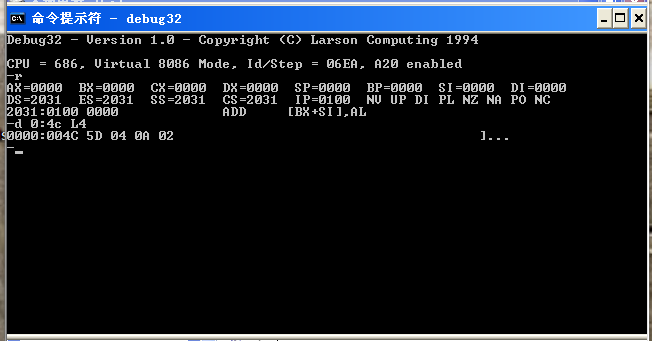 命令提示符 - debug32
Debug32 - Version 1.0 - Copyright (C) Larson Computing 1994
CPU = 686, Virtual 8086 Mode, Id/Step = 06EA, A20 enabled
-r
AX=0000 BX=0000 CX=0000 DX=0000 SP=0000 BP=0000 SI=0000 DI=0000
DS=2031 ES=2031 SS=2031 CS=2031 IP=0100 NV UP DI PL NZ NA PO NC
2031:0100 0000 ADD [BX+SI],AL
-d 0:4c L4
0000:004C 5D 04 0A 02 ]...
-